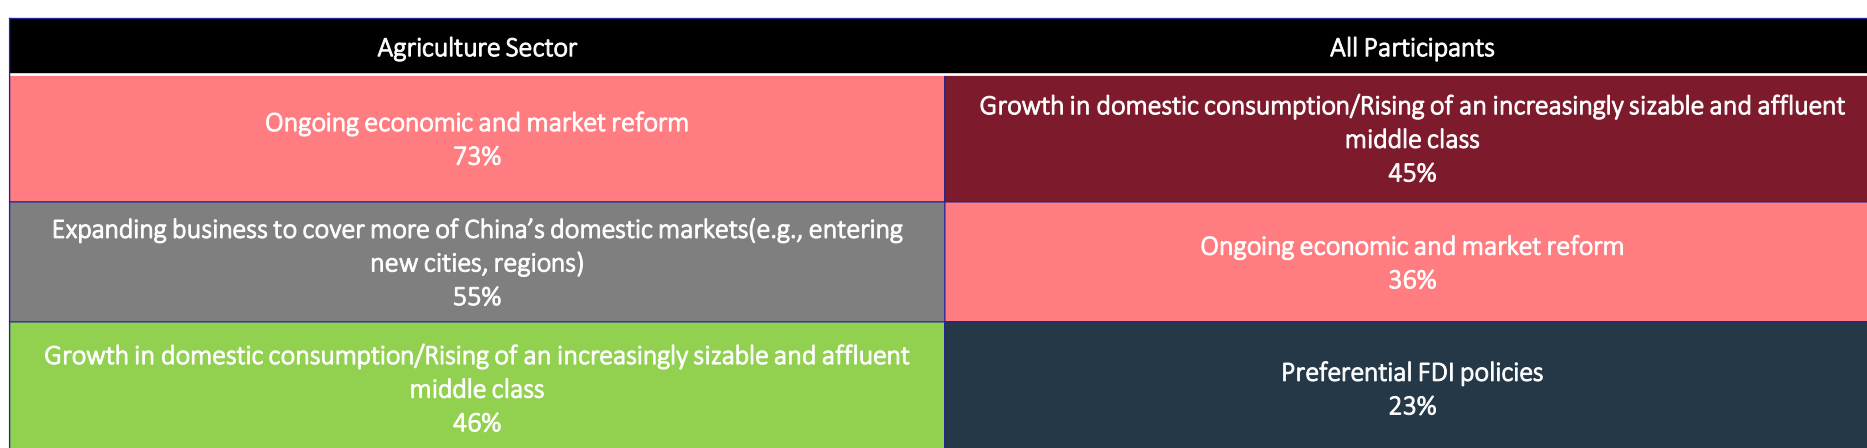 Agriculture Sector
All Participants
Ongoing economic and market reform
73%
Growth in domestic consumption/Rising of an increasingly sizable and affluent
middle class
45%
Expanding business to cover more of China’s domestic markets(e.g., entering
new cities, regions)
55%
Ongoing economic and market reform
36%
Growth in domestic consumption/Rising of an increasingly sizable and affluent
middle class
46%
Preferential FDI policies
23%